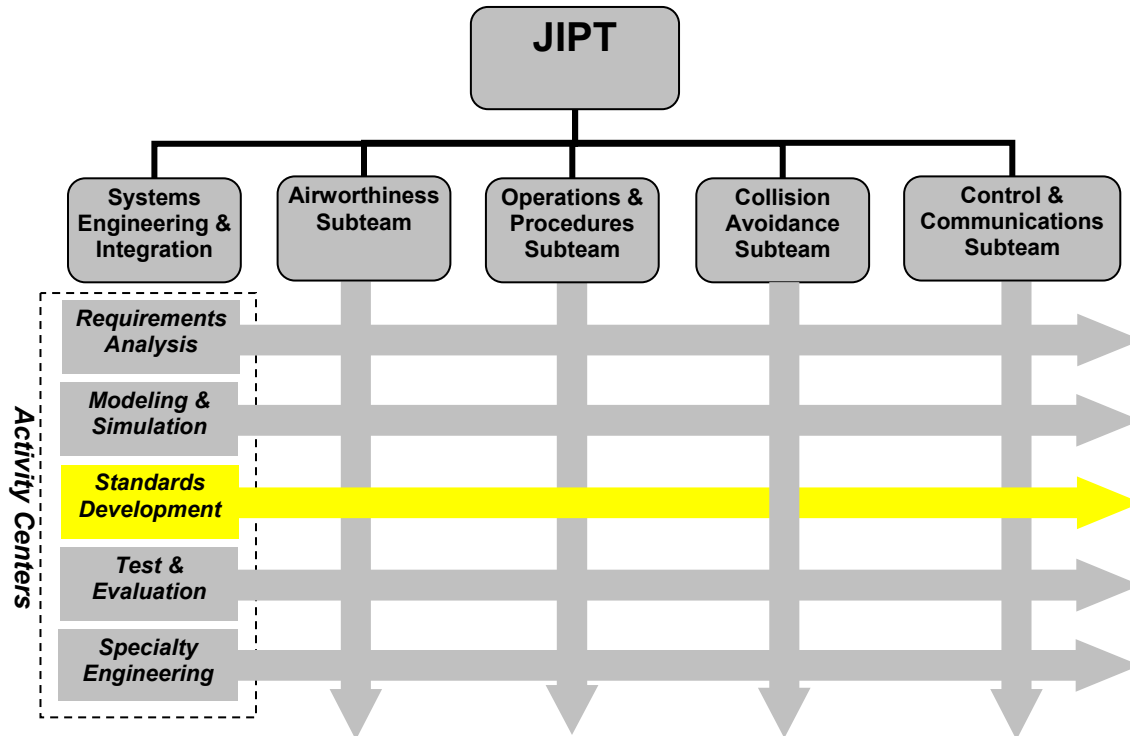 JIPT
Systems
Engineering &
Integration
Airworthiness
Subteam
Operations &
Procedures
Subteam
Collision
Avoidance
Subteam
Control &
Communications
Subteam
Activity Centers
Requirements
Analysis
Modeling &
Simulation
Standards
Development
Test &
Evaluation
Specialty
Engineering